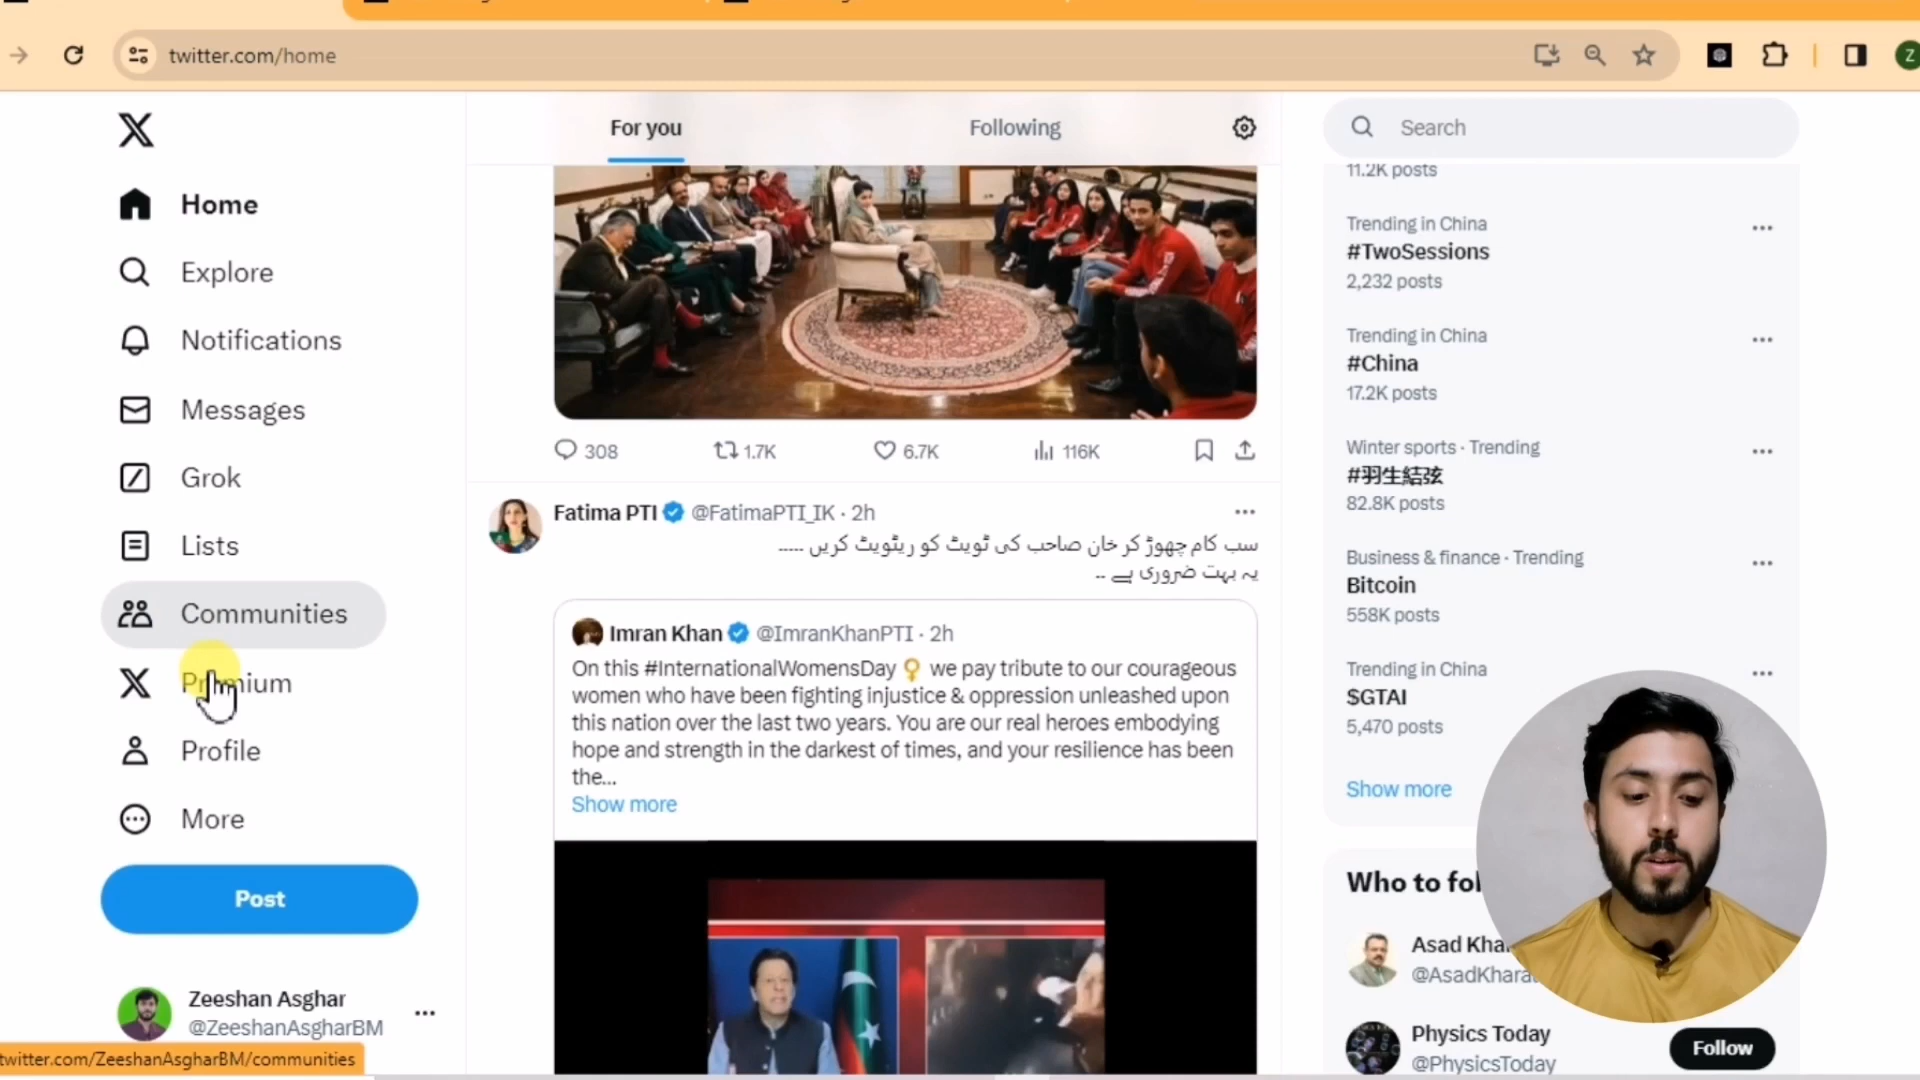 twitter.com/home
Z
Home
Explore
Notifications
Messages
Grok
Lists
Communities
Premium
Profile
More
Post
Zeeshan Asghar
@ZeeshanAsgharBM
twitter.com/ZeeshanAsgharBM/communities
For you
Following
308
1.7K
6.7K
116K
Fatima PTI @FatimaPTI_IK · 2h
سب کام چھوڑ کر خان صاحب کی ٹویٹ کو ریٹویٹ کریں .....
یہ بہت ضروری ہے ..
Imran Khan @ImranKhanPTI · 2h
On this #InternationalWomensDay ♀ we pay tribute to our courageous
women who have been fighting injustice & oppression unleashed upon
this nation over the last two years. You are our real heroes embodying
hope and strength in the darkest of times, and your resilience has been
the...
Show more
Search
11.2K posts
Trending in China
#TwoSessions
2,232 posts
Trending in China
#China
17.2K posts
Winter sports · Trending
#羽生結弦
82.8K posts
Business & finance · Trending
Bitcoin
558K posts
Trending in China
$GTAI
5,470 posts
Show more
Who to fol
Asad Kha
@AsadKhara
Physics Today
@PhysicsToday
Follow